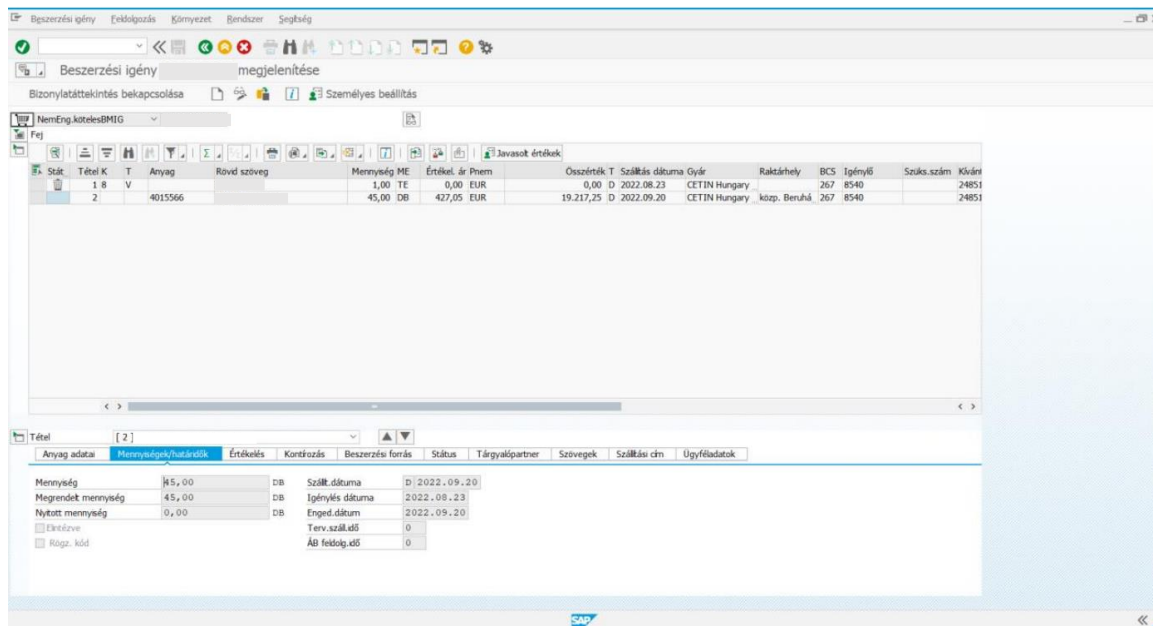 Beszerzési igény Feldolgozás Környezet Rendszer Segítség
Beszerzési igény megjelenítése
Bizonylatáttekintés bekapcsolása Személyes beállítás
NemEng.kötelesBMIG
Fej
Javasolt értékek
Stát. Tétel K T Anyag Rövid szöveg Mennyiség ME Értékel. ár Pnem Összérték T Szállítás dátuma Gyár Raktárhely BCS Igénylő Szüks.szám Kívánt
1 8 V 1,00 TE 0,00 EUR 0,00 D 2022.08.23 CETIN Hungary 267 8540 24851
2 4015566 45,00 DB 427,05 EUR 19.217,25 D 2022.09.20 CETIN Hungary közp. Beruhá 267 8540 24851
Tétel [ 2 ]
Anyag adatai Mennyiségek/határidők Értékelés Kontírozás Beszerzési forrás Státus Tárgyalópartner Szövegek Szállítási cím Ügyféladatok
Mennyiség 45,00 DB Szállít.dátuma D 2022.09.20
Megrendelt mennyiség 45,00 DB Igénylés dátuma 2022.08.23
Nyitott mennyiség 0,00 DB Enged.dátum 2022.09.20
Elintézve Terv.száll.idő 0
Rögz. kód ÁB feldolg.idő 0
SAP